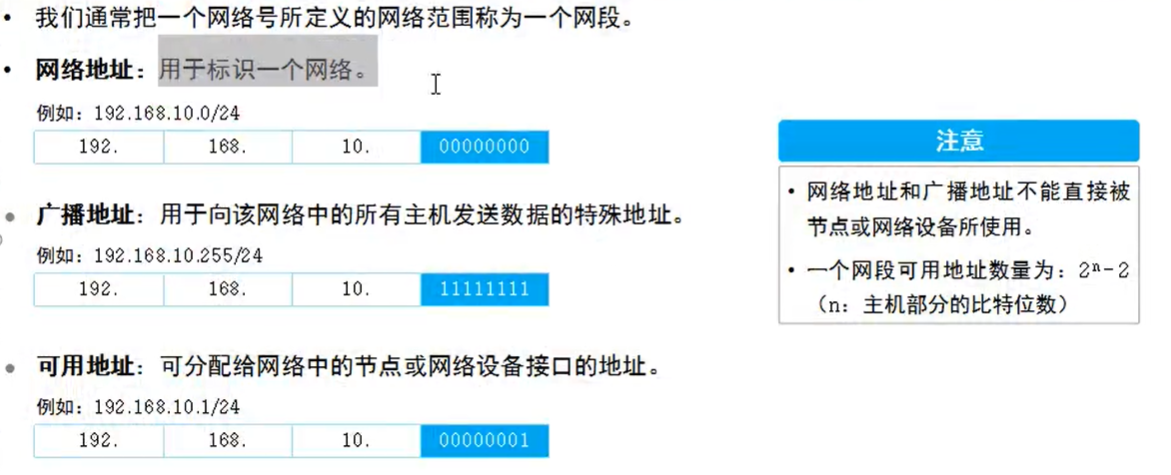 • 我们通常把一个网络号所定义的网络范围称为一个网段。
• 网络地址：用于标识一个网络。
例如：192.168.10.0/24
192. 168. 10. 00000000
• 广播地址：用于向该网络中的所有主机发送数据的特殊地址。
例如：192.168.10.255/24
192. 168. 10. 11111111
• 可用地址：可分配给网络中的节点或网络设备接口的地址。
例如：192.168.10.1/24
192. 168. 10. 00000001
注意
• 网络地址和广播地址不能直接被
节点或网络设备所使用。
• 一个网段可用地址数量为：2ⁿ-2
（n：主机部分的比特位数）